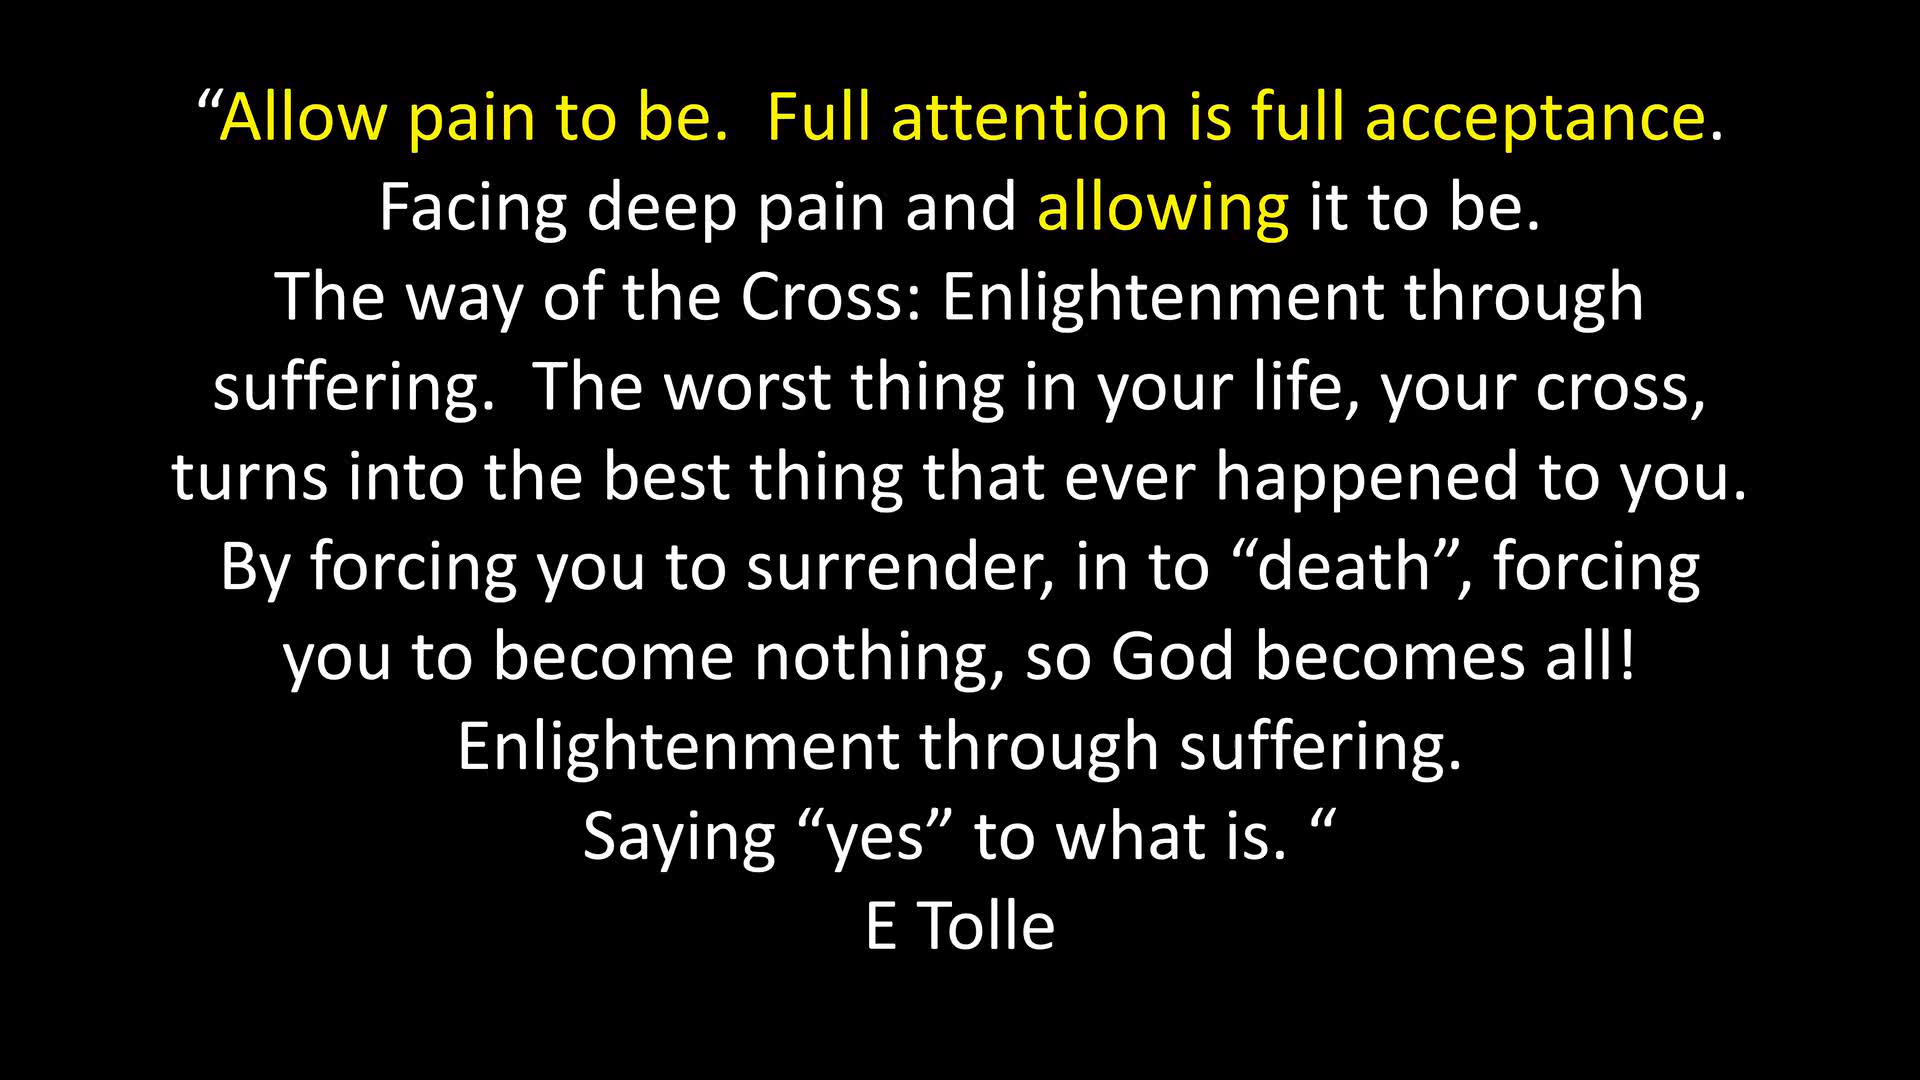 “Allow pain to be.  Full attention is full acceptance.
Facing deep pain and allowing it to be.
The way of the Cross: Enlightenment through
suffering.  The worst thing in your life, your cross,
turns into the best thing that ever happened to you.
By forcing you to surrender, in to “death”, forcing
you to become nothing, so God becomes all!
Enlightenment through suffering.
Saying “yes” to what is. “
E Tolle